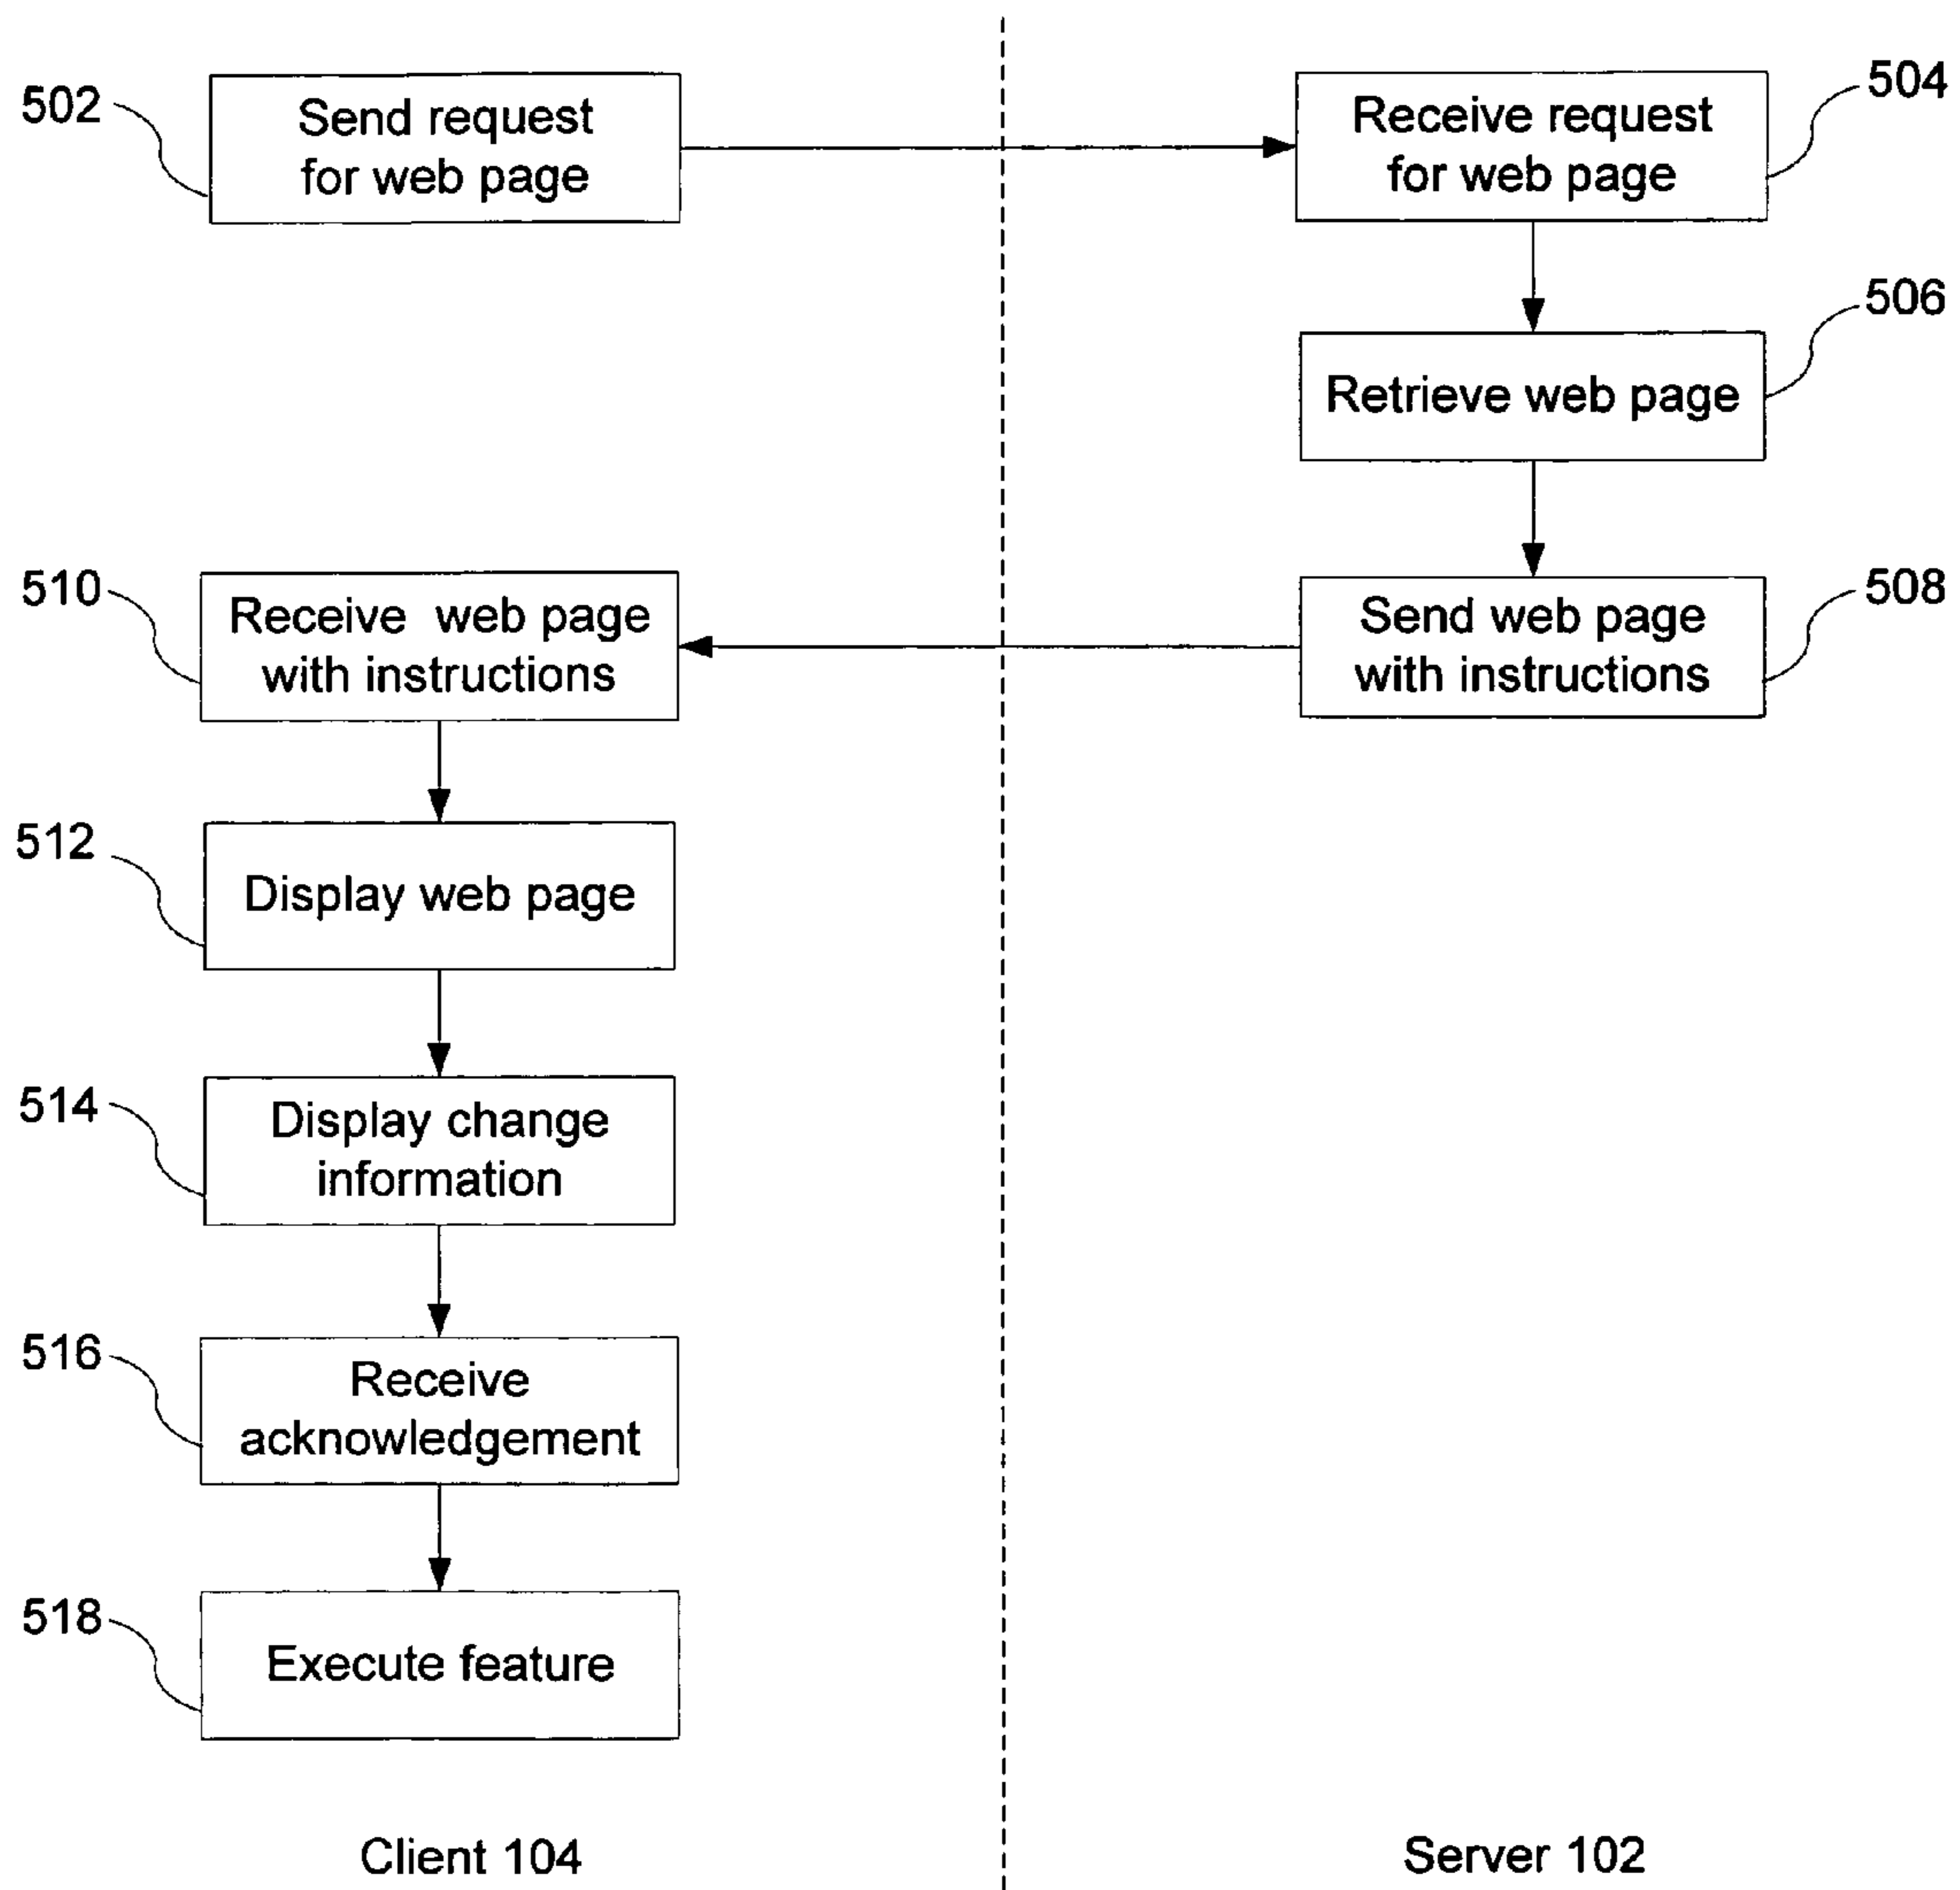 502
Send request
for web page
Receive request
for web page
504
506
Retrieve web page
510
Receive web page
with instructions
Send web page
with instructions
508
512
Display web page
514
Display change
information
516
Receive
acknowledgement
518
Execute feature
Client 104
Server 102